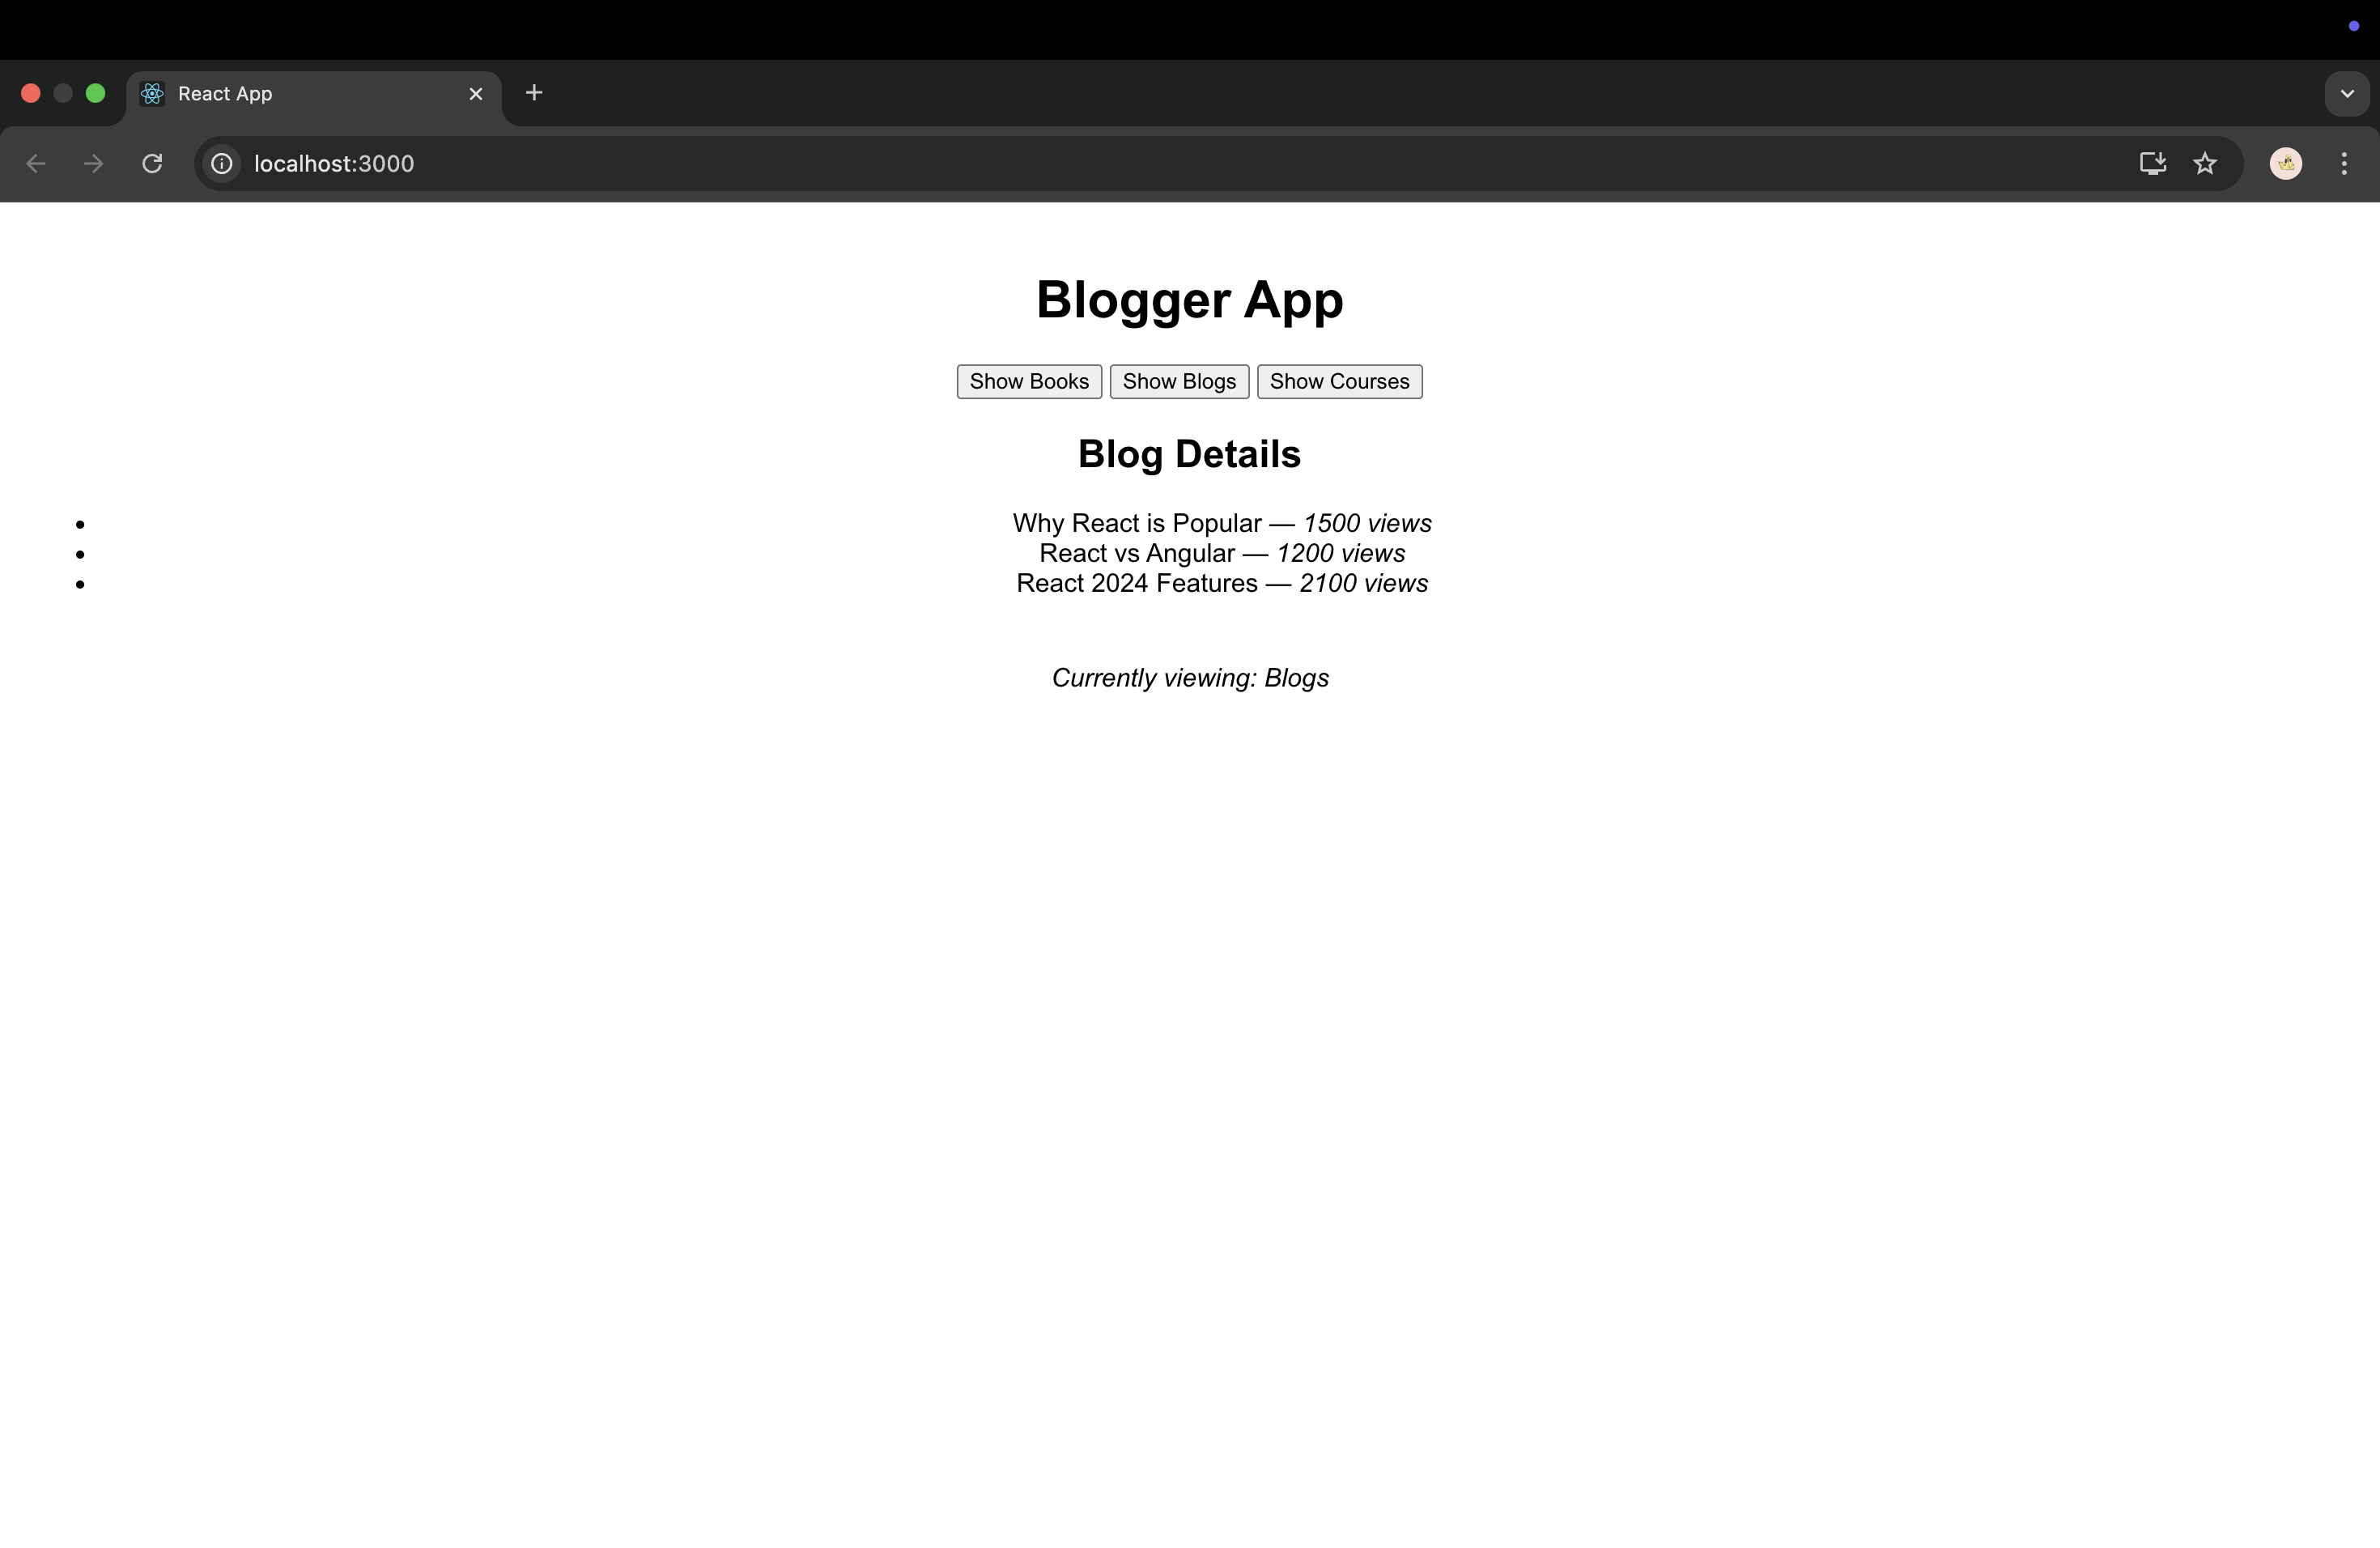 React App
localhost:3000
Blogger App
Show Books Show Blogs Show Courses
Blog Details
• Why React is Popular — 1500 views
• React vs Angular — 1200 views
• React 2024 Features — 2100 views
Currently viewing: Blogs